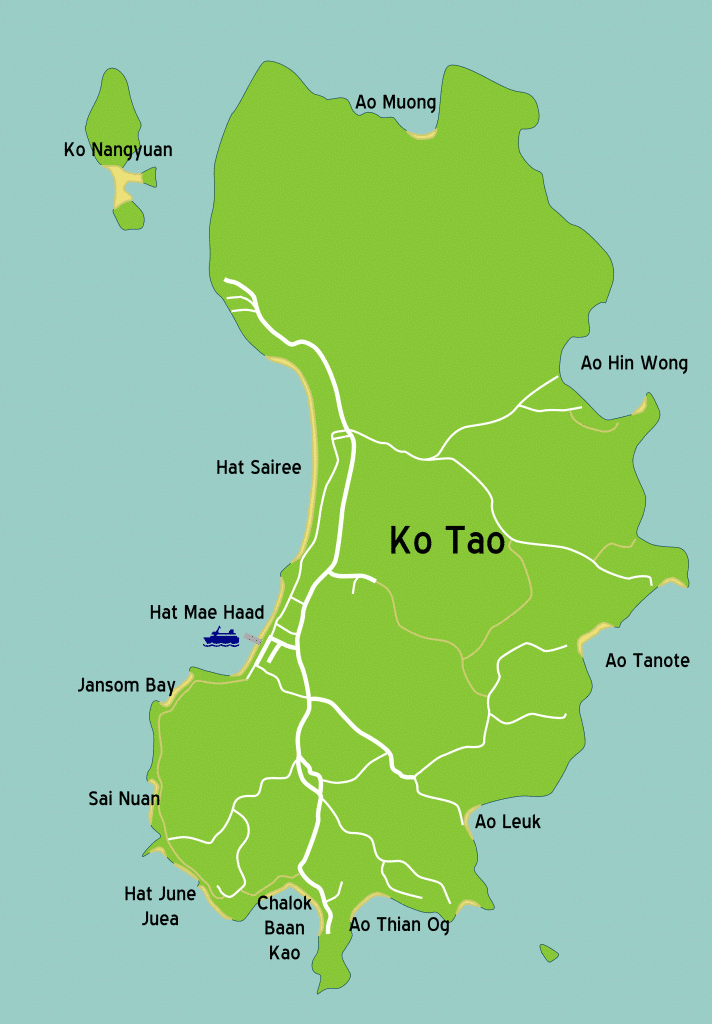 Ao Muong
Ko Nangyuan
Ao Hin Wong
Hat Sairee
Ko Tao
Hat Mae Haad
Ao Tanote
Jansom Bay
Sai Nuan
Ao Leuk
Hat June
Juea
Chalok
Baan
Kao
Ao Thian Og